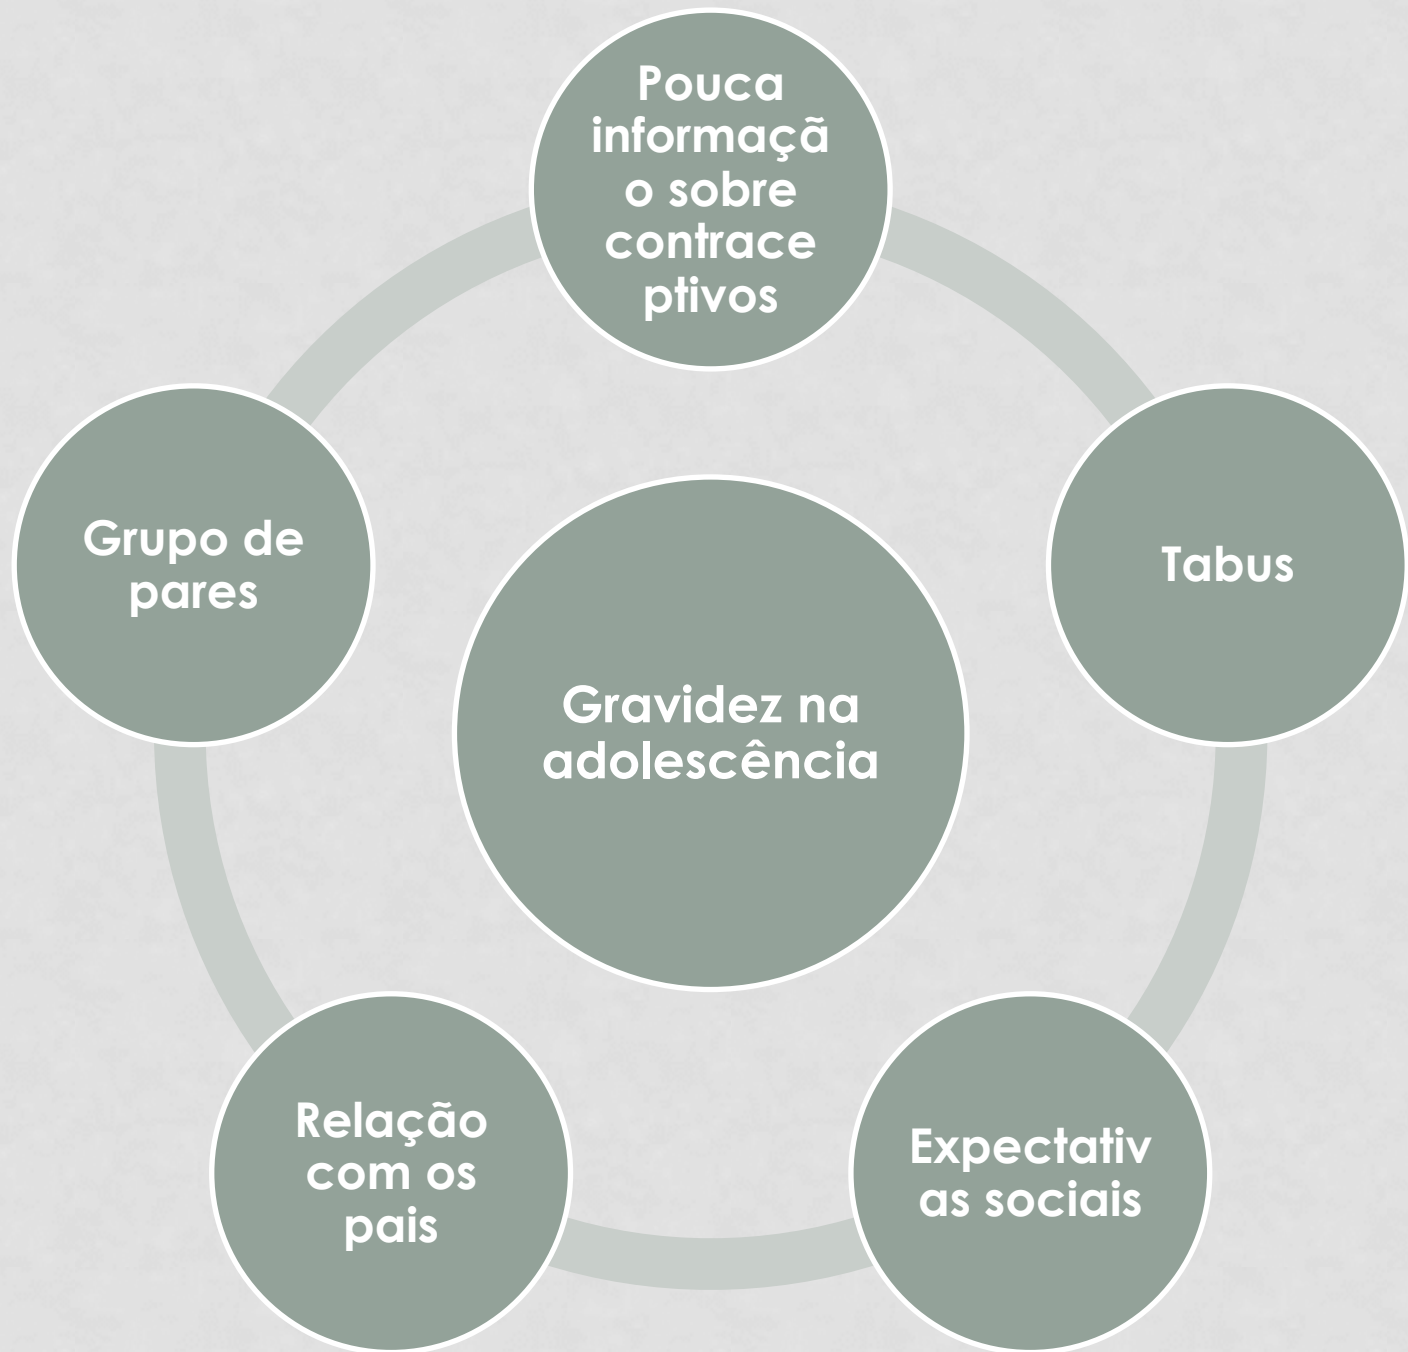 Pouca
informaçã
o sobre
contrace
ptivos
Grupo de
pares
Tabus
Gravidez na
adolescência
Relação
com os
pais
Expectativ
as sociais